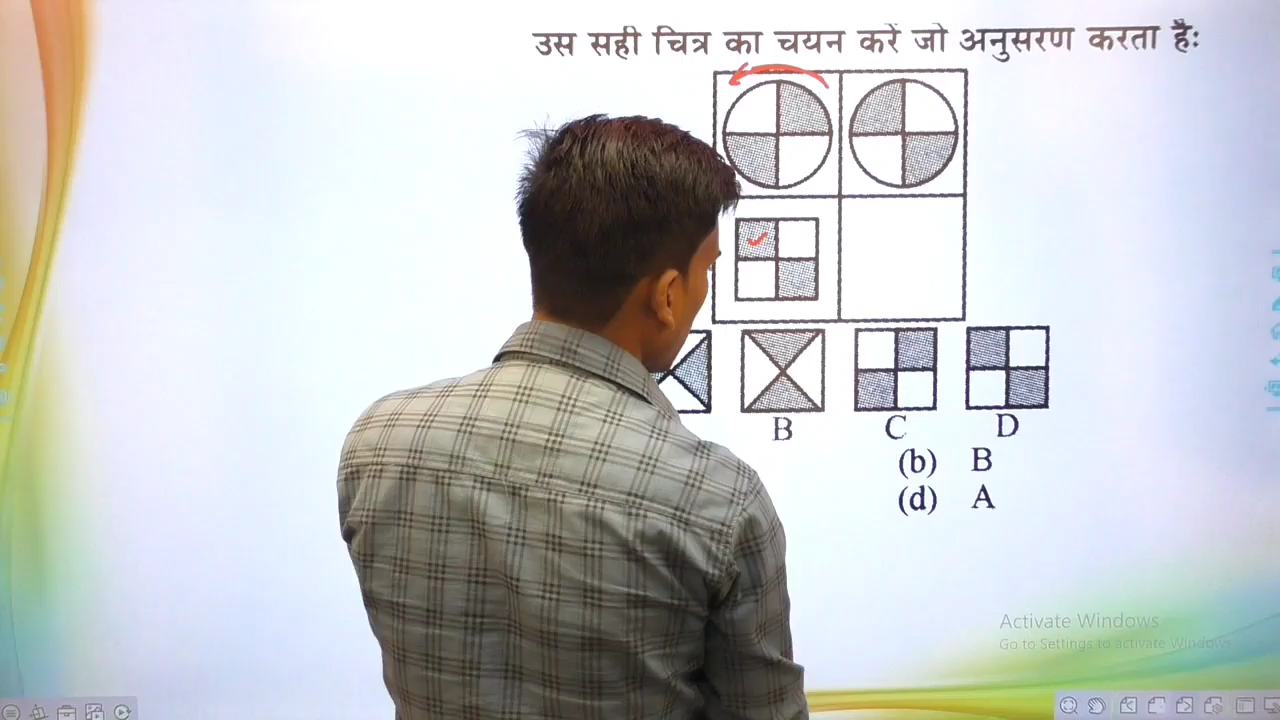 उस सही चित्र का चयन करें जो अनुसरण करता हैः
B C D
(b) B
(d) A
Activate Windows
Go to Settings to activate Windows.